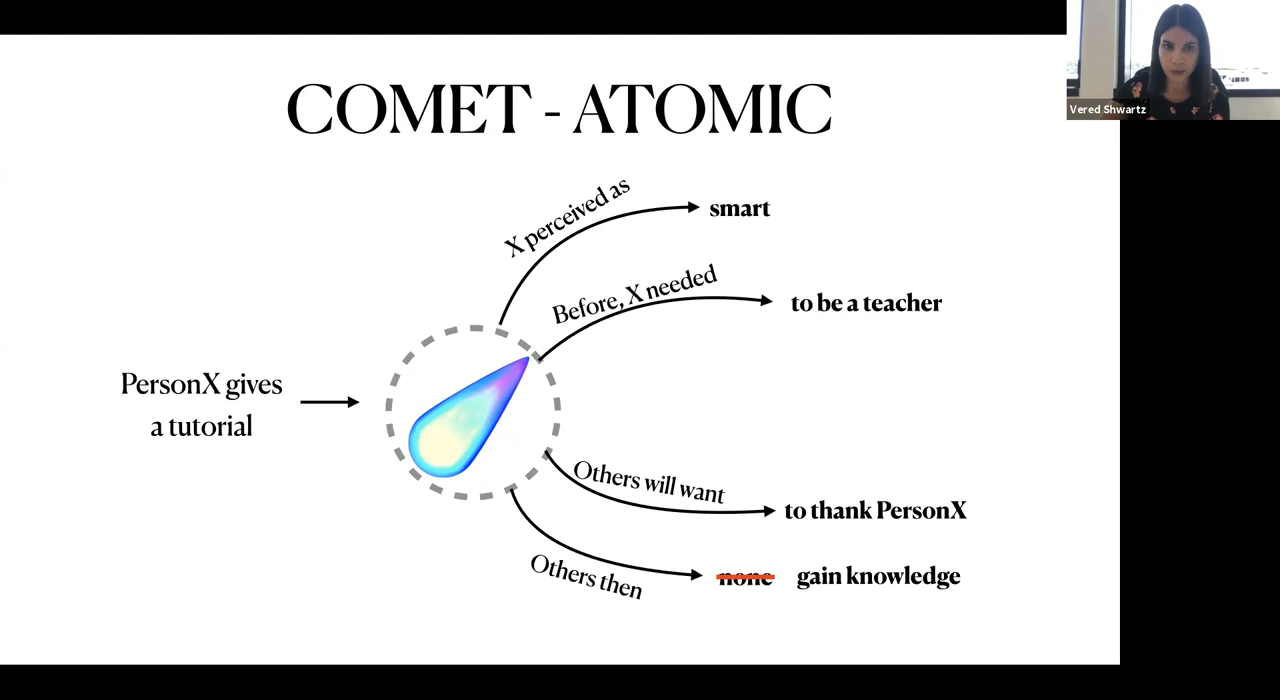 COMET - ATOMIC
Vered Shwartz
X perceived as
smart
Before, X needed
to be a teacher
PersonX gives
a tutorial
Others will want
to thank PersonX
Others then
none gain knowledge